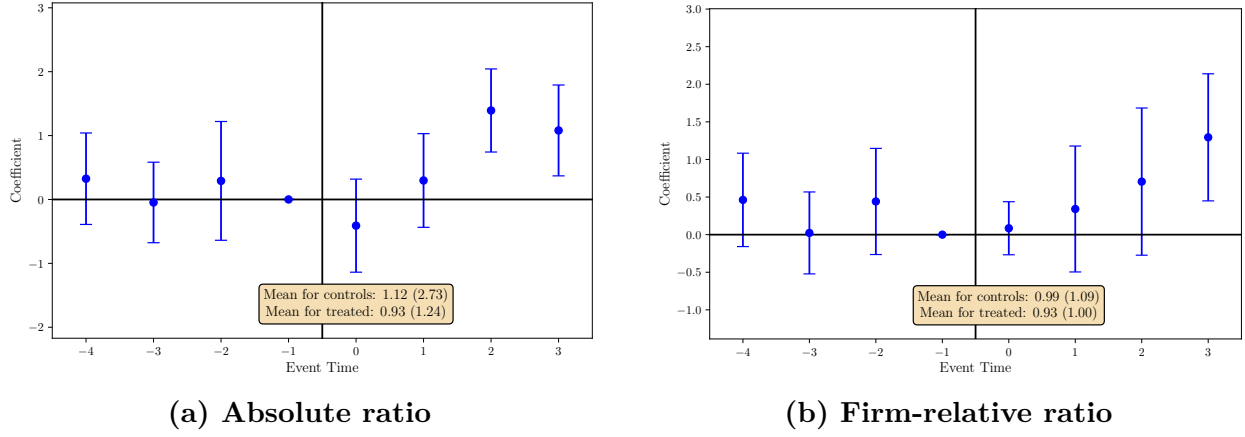 3
2
1
0
−1
−2
Coefficient
Mean for controls: 1.12 (2.73)
Mean for treated: 0.93 (1.24)
−4 −3 −2 −1 0 1 2 3
Event Time
(a) Absolute ratio
3.0
2.5
2.0
1.5
1.0
0.5
0.0
−0.5
−1.0
Coefficient
Mean for controls: 0.99 (1.09)
Mean for treated: 0.93 (1.00)
−4 −3 −2 −1 0 1 2 3
Event Time
(b) Firm-relative ratio